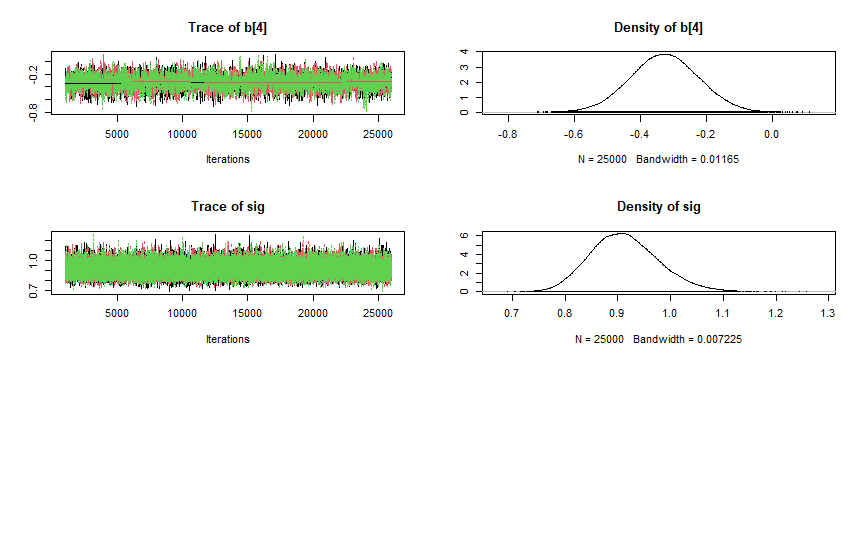 Trace of b[4]
-0.8 -0.2
5000 10000 15000 20000 25000
Iterations
Density of b[4]
0 1 2 3 4
-0.8 -0.6 -0.4 -0.2 0.0
N = 25000 Bandwidth = 0.01165
Trace of sig
0.7 1.0
5000 10000 15000 20000 25000
Iterations
Density of sig
0 2 4 6
0.7 0.8 0.9 1.0 1.1 1.2 1.3
N = 25000 Bandwidth = 0.007225